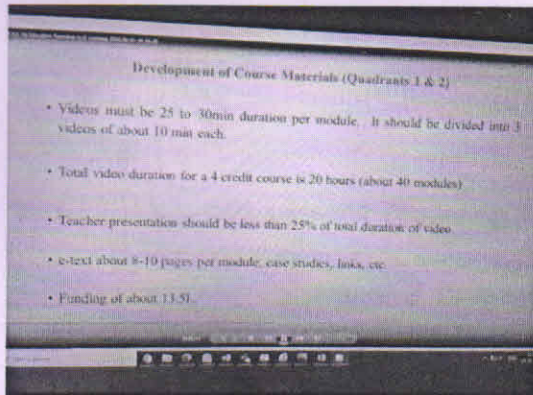 Development of Course Materials (Quadrants 1 & 2)
• Videos must be 25 to 30min duration per module. It should be divided into 3
videos of about 10 min each.
• Total video duration for a 4 credit course is 20 hours (about 40 modules)
• Teacher presentation should be less than 25% of total duration of video.
• e-text about 8-10 pages per module, case studies, links, etc.
• Funding of about 13.5L.